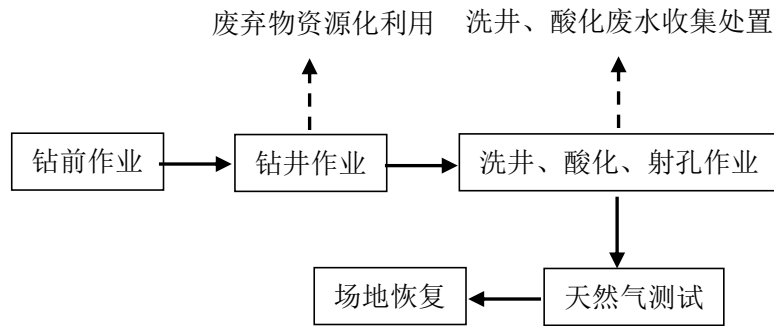 废弃物资源化利用
洗井、酸化废水收集处置
钻前作业
钻井作业
洗井、酸化、射孔作业
场地恢复
天然气测试